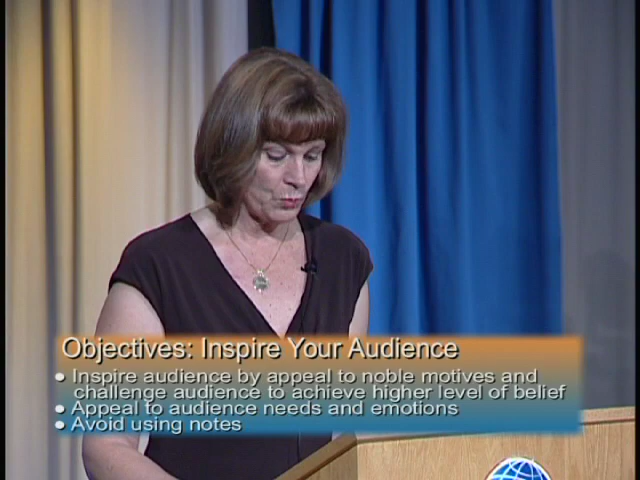 Objectives: Inspire Your Audience
• Inspire audience by appeal to noble motives and
challenge audience to achieve higher level of belief
• Appeal to audience needs and emotions
• Avoid using notes